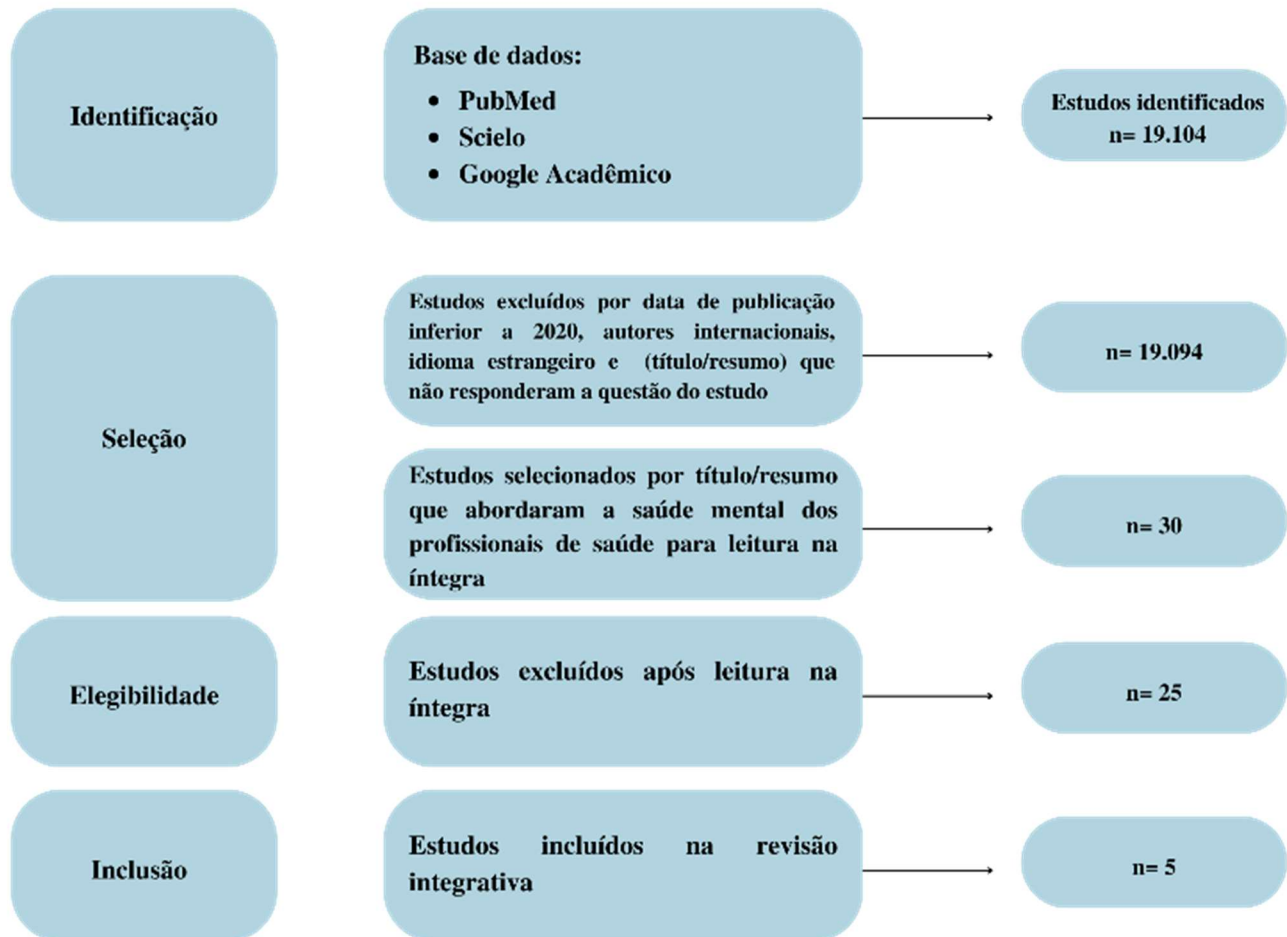 Identificação
Base de dados:
• PubMed
• Scielo
• Google Acadêmico
Estudos identificados
n= 19.104
Seleção
Estudos excluídos por data de publicação
inferior a 2020, autores internacionais,
idioma estrangeiro e (título/resumo) que
não responderam a questão do estudo
n= 19.094
Estudos selecionados por título/resumo
que abordaram a saúde mental dos
profissionais de saúde para leitura na
íntegra
n= 30
Elegibilidade
Estudos excluídos após leitura na
íntegra
n= 25
Inclusão
Estudos incluídos na revisão
integrativa
n= 5